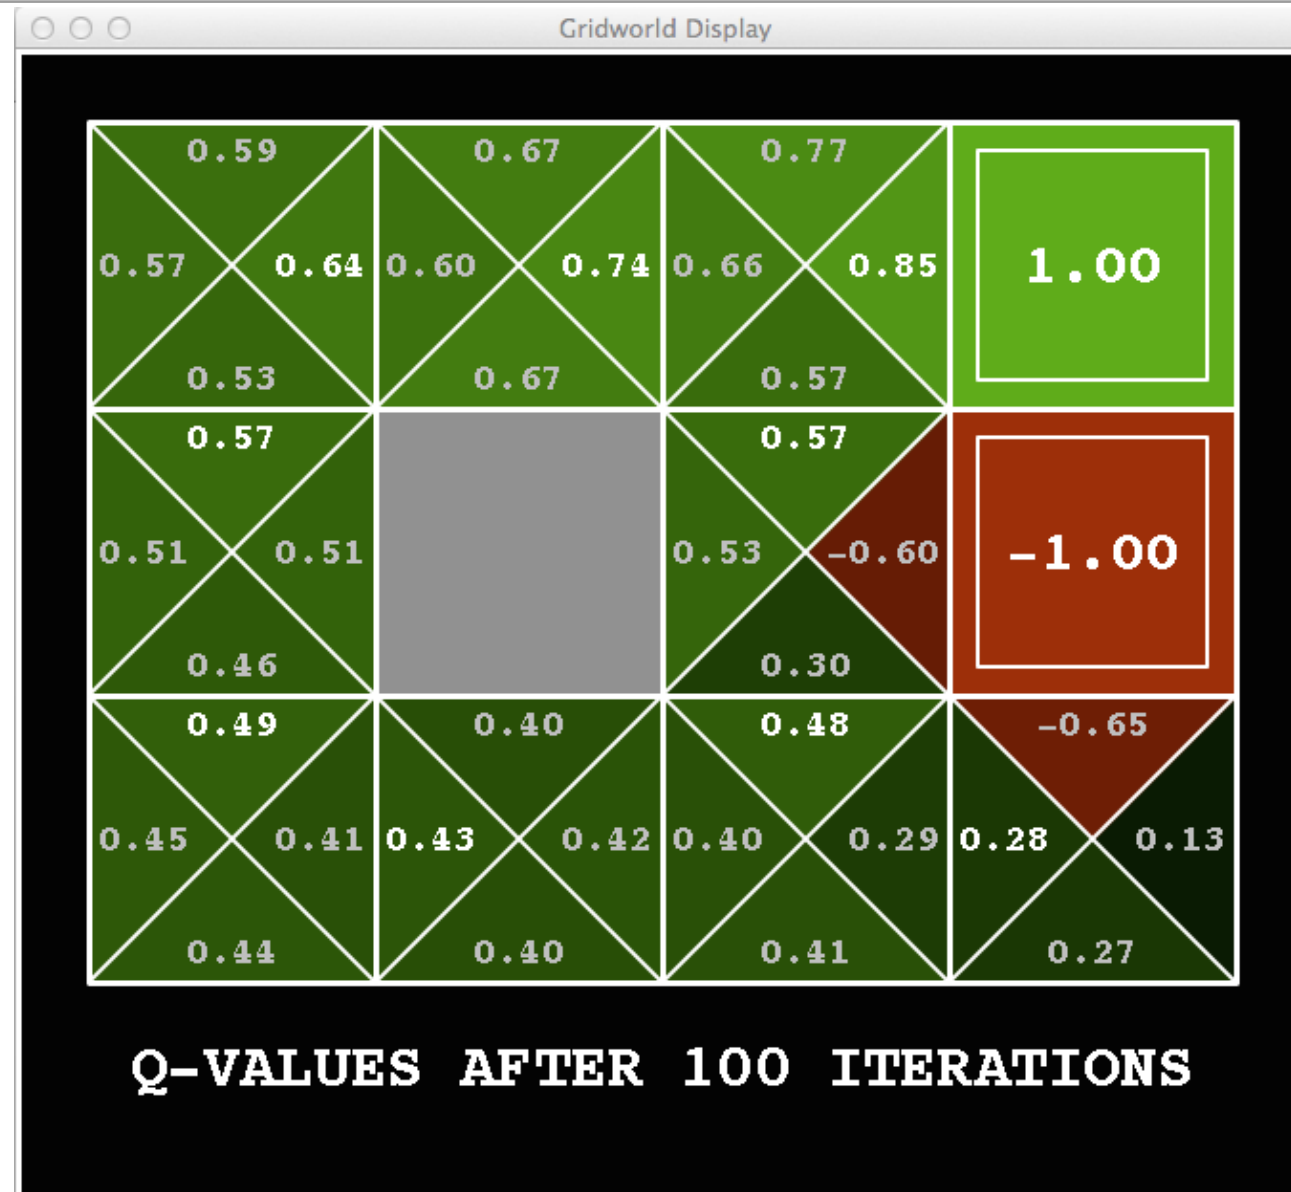 Gridworld Display
0.59 0.67 0.77
0.57 0.64 0.60 0.74 0.66 0.85 1.00
0.53 0.67 0.57
0.57 0.57
0.51 0.51 0.53 -0.60 -1.00
0.46 0.30
0.49 0.40 0.48 -0.65
0.45 0.41 0.43 0.42 0.40 0.29 0.28 0.13
0.44 0.40 0.41 0.27
Q-VALUES AFTER 100 ITERATIONS